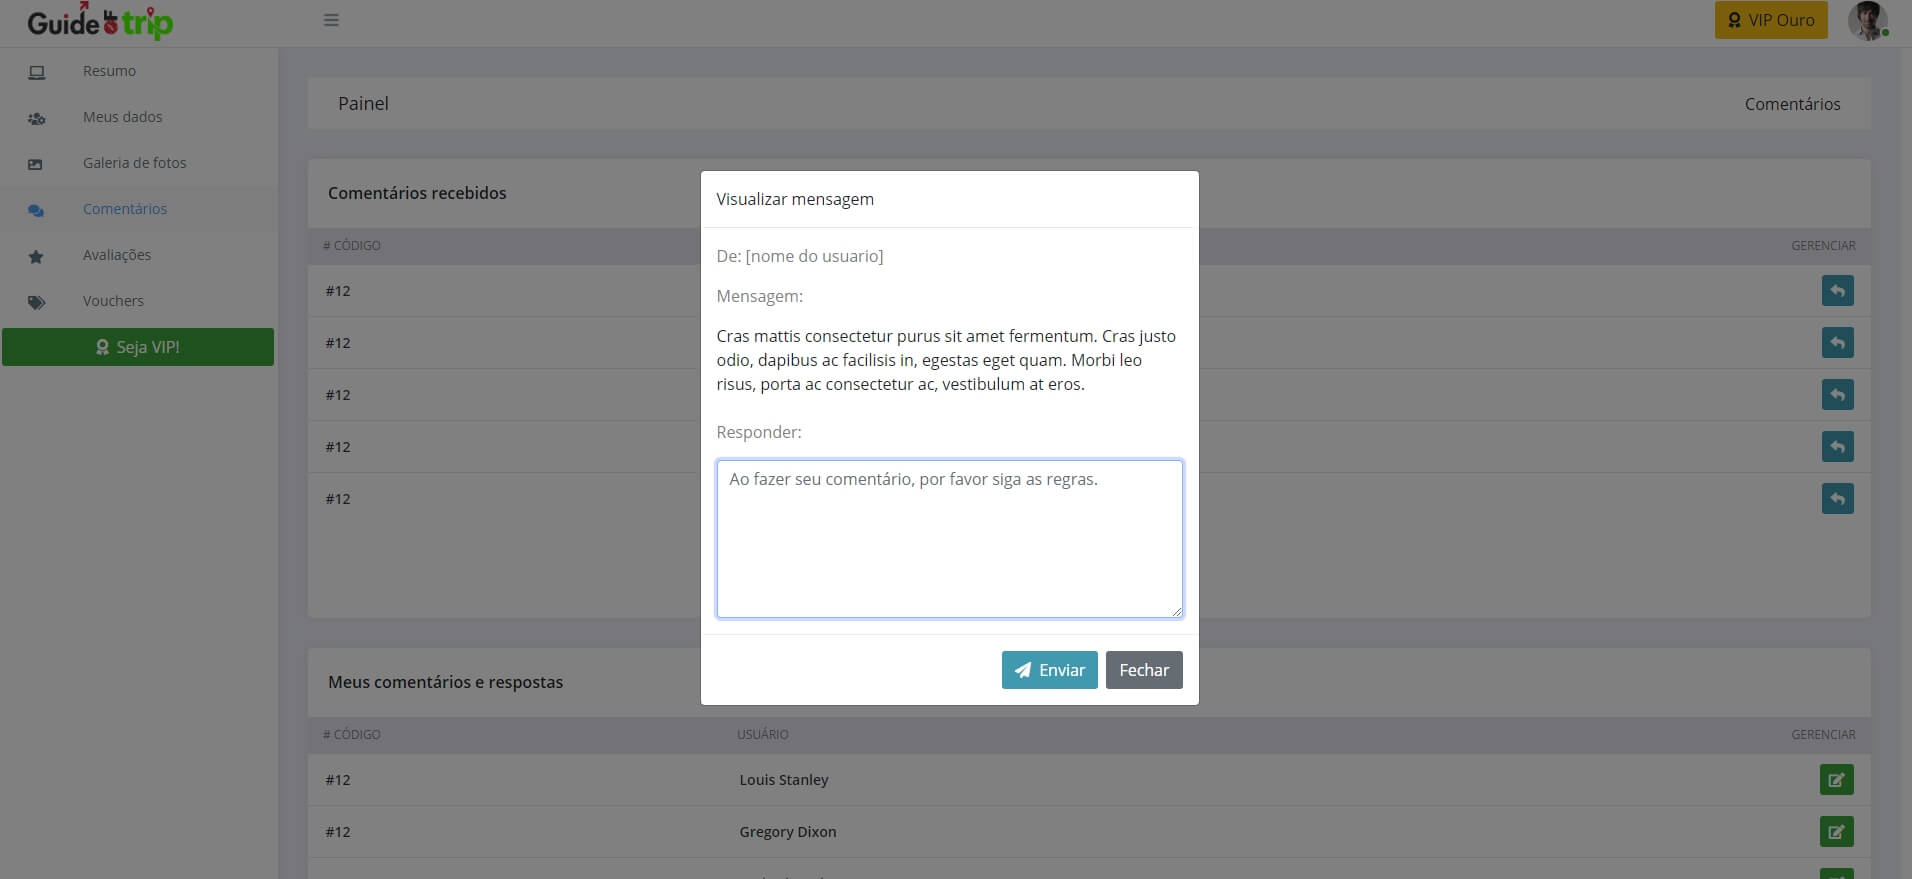 Guide OF trip
VIP Ouro
Resumo
Meus dados
Galeria de fotos
Comentários
Avaliações
Vouchers
Seja VIP!
Painel
Comentários
Comentários recebidos
# CÓDIGO
GERENCIAR
#12
#12
#12
#12
#12
Visualizar mensagem
De: [nome do usuario]
Mensagem:
Cras mattis consectetur purus sit amet fermentum. Cras justo
odio, dapibus ac facilisis in, egestas eget quam. Morbi leo
risus, porta ac consectetur ac, vestibulum at eros.
Responder:
Ao fazer seu comentário, por favor siga as regras.
Enviar
Fechar
Meus comentários e respostas
# CÓDIGO
USUÁRIO
GERENCIAR
#12
Louis Stanley
#12
Gregory Dixon